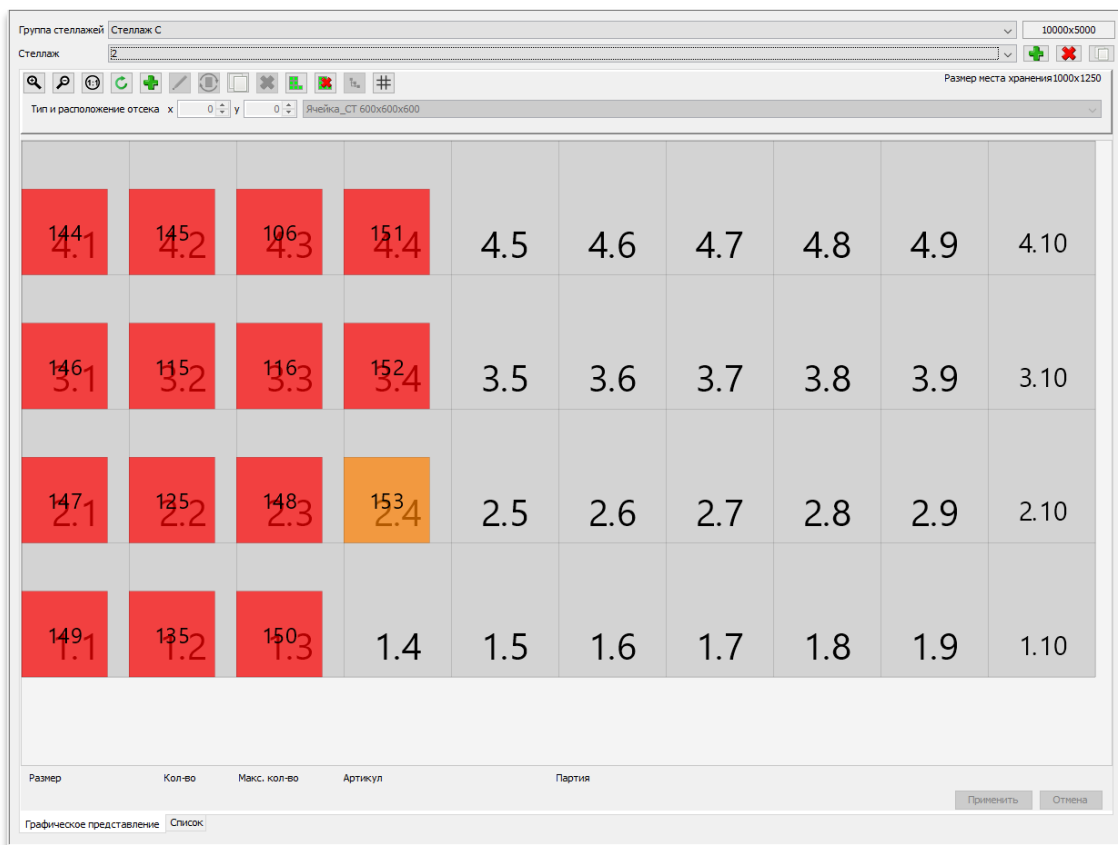 Группа стеллажей Стеллаж С 10000x5000
Стеллаж 2
1:1
Размер места хранения1000x1250
Тип и расположение отсека x 0 y 0 Ячейка_СТ 600x600x600
144 145 106 151
4.1 4.2 4.3 4.4 4.5 4.6 4.7 4.8 4.9 4.10
146 115 116 152
3.1 3.2 3.3 3.4 3.5 3.6 3.7 3.8 3.9 3.10
147 125 148 153
2.1 2.2 2.3 2.4 2.5 2.6 2.7 2.8 2.9 2.10
149 135 150
1.1 1.2 1.3 1.4 1.5 1.6 1.7 1.8 1.9 1.10
Размер Кол-во Макс. кол-во Артикул Партия
Применить Отмена
Графическое представление Список